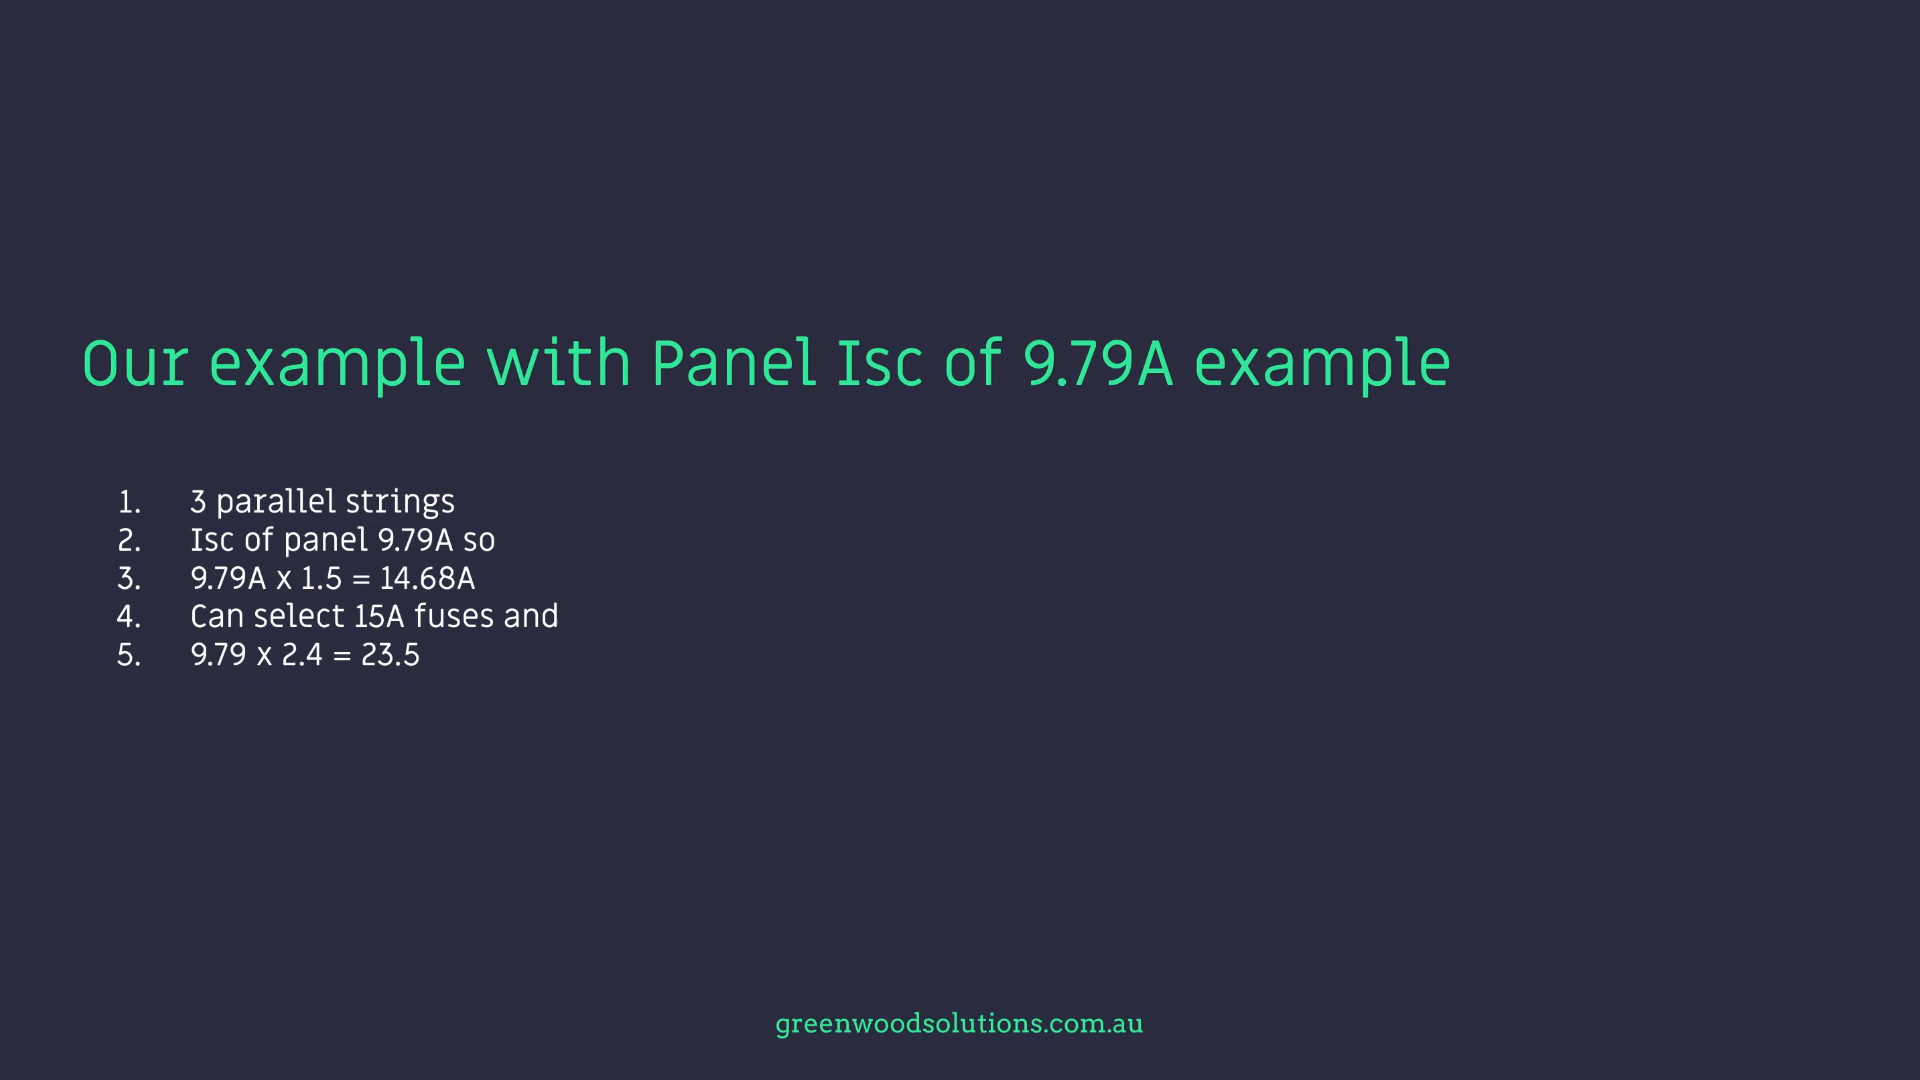 Our example with Panel Isc of 9.79A example
1. 3 parallel strings
2. Isc of panel 9.79A so
3. 9.79A x 1.5 = 14.68A
4. Can select 15A fuses and
5. 9.79 x 2.4 = 23.5
greenwoodsolutions.com.au